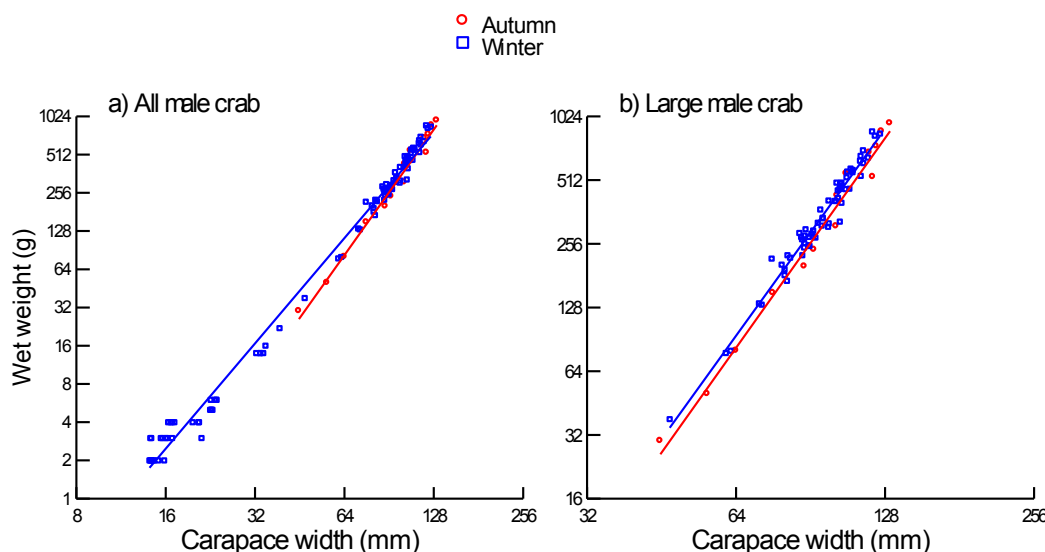 Autumn
Winter
a) All male crab
b) Large male crab
1024
512
256
128
64
32
16
8
4
2
1
Wet weight (g)
8 16 32 64 128 256
Carapace width (mm)
1024
512
256
128
64
32
16
32 64 128 256
Carapace width (mm)